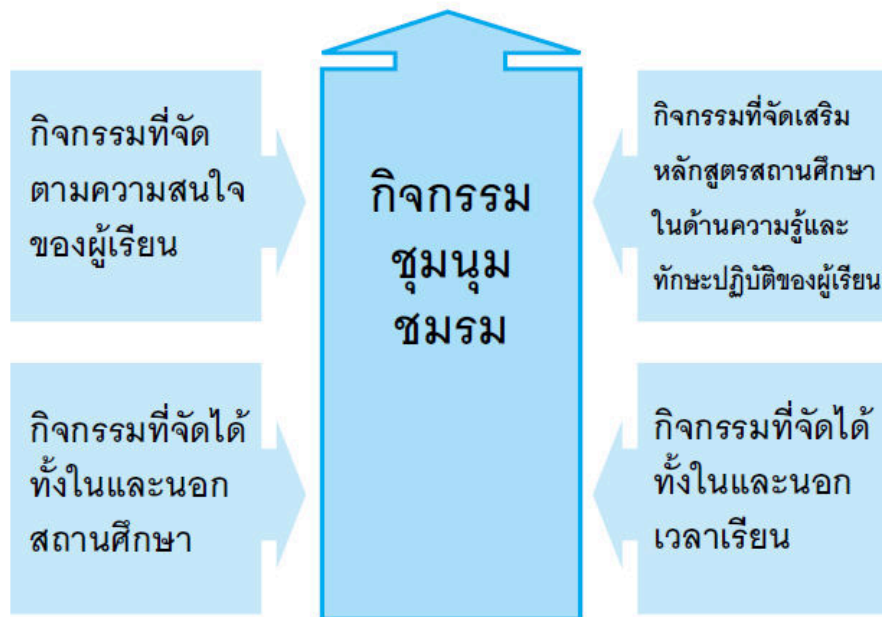 กิจกรรมที่จัด
ตามความสนใจ
ของผู้เรียน
กิจกรรม
ชุมนุม
ชมรม
กิจกรรมที่จัดเสริม
หลักสูตรสถานศึกษา
ในด้านความรู้และ
ทักษะปฏิบัติของผู้เรียน
กิจกรรมที่จัดได้
ทั้งในและนอก
สถานศึกษา
กิจกรรมที่จัดได้
ทั้งในและนอก
เวลาเรียน